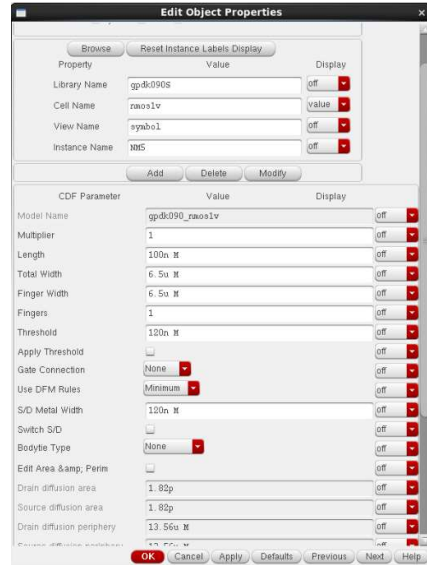 Edit Object Properties
Browse Reset Instance Labels Display
Property Value Display
Library Name gpdk090S off
Cell Name nmos1v value
View Name symbol off
Instance Name NM5 off
Add Delete Modify
CDF Parameter Value Display
Model Name gpdk090_nmos1v off
Multiplier 1 off
Length 100n M off
Total Width 6.5u M off
Finger Width 6.5u M off
Fingers 1 off
Threshold 120n M off
Apply Threshold off
Gate Connection None off
Use DFM Rules Minimum off
S/D Metal Width 120n M off
Switch S/D off
Bodytie Type None off
Edit Area &amp; Perim off
Drain diffusion area 1.82p off
Source diffusion area 1.82p off
Drain diffusion periphery 13.56u M off
Source diffusion periphery
OK Cancel Apply Defaults Previous Next Help